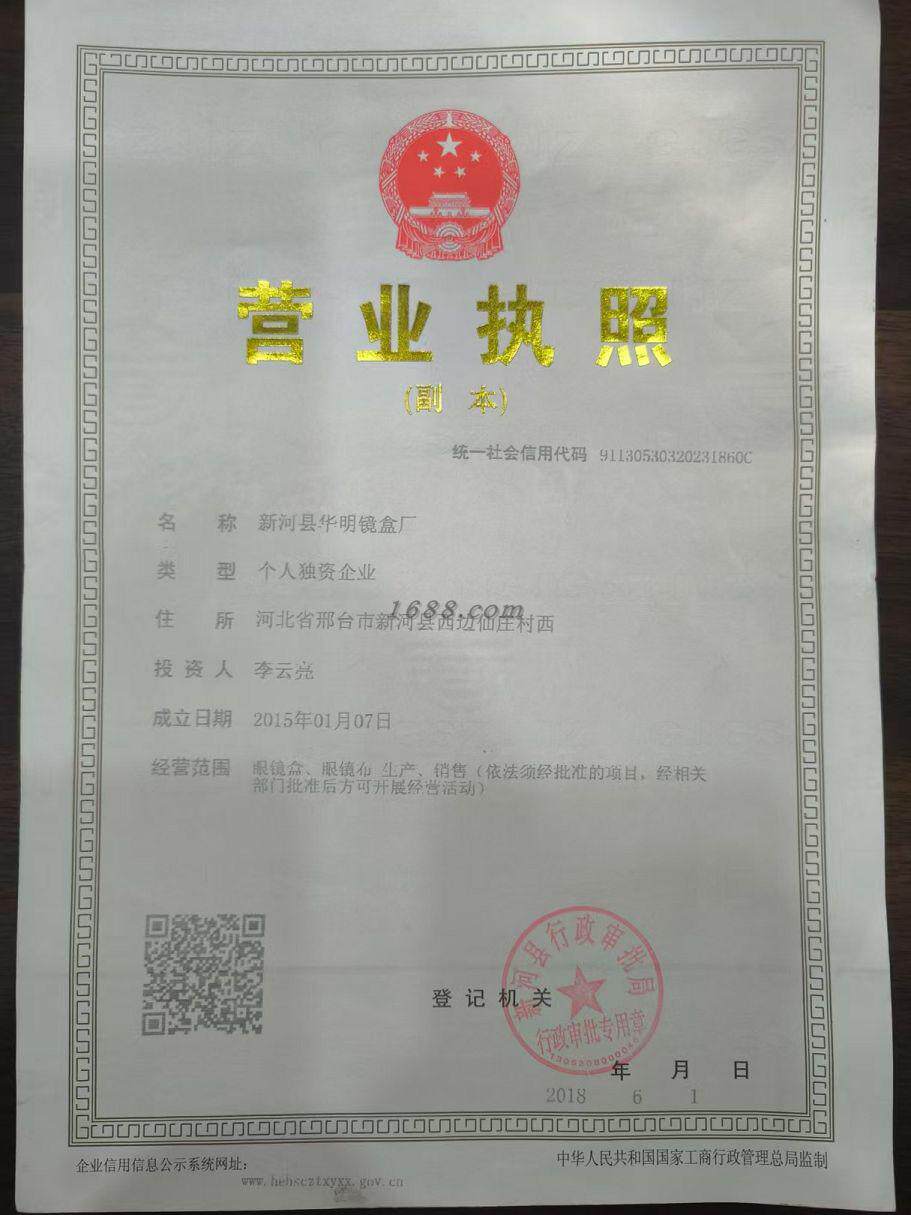 营业执照
(副 本)
统一社会信用代码 91130530320231860C
名 称 新河县华明镜盒厂
类 型 个人独资企业
住 所 河北省邢台市新河县西边仙庄村西
1688.com
投资人 李云亮
成立日期 2015年01月07日
经营范围 眼镜盒、眼镜布 生产、销售（依法须经批准的项目，经相关
部门批准后方可开展经营活动）
新河县行政审批局
登记机关
行政审批专用章
年 月 日
2018 6 1
企业信用信息公示系统网址：
www.hebscztxyxx.gov.cn
中华人民共和国国家工商行政管理总局监制